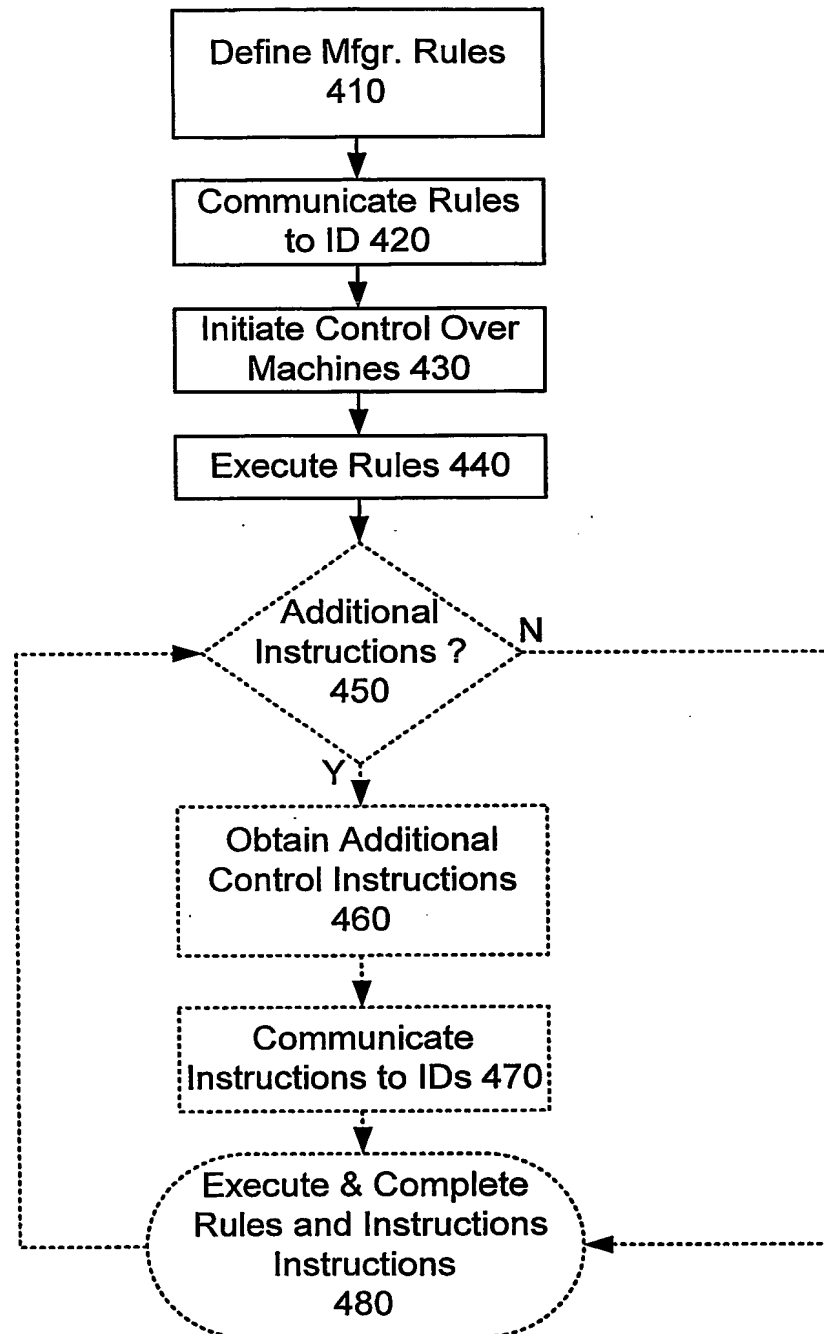 Define Mfgr. Rules
410
Communicate Rules
to ID 420
Initiate Control Over
Machines 430
Execute Rules 440
Additional
Instructions ?
450
N
Y
Obtain Additional
Control Instructions
460
Communicate
Instructions to IDs 470
Execute & Complete
Rules and Instructions
Instructions
480